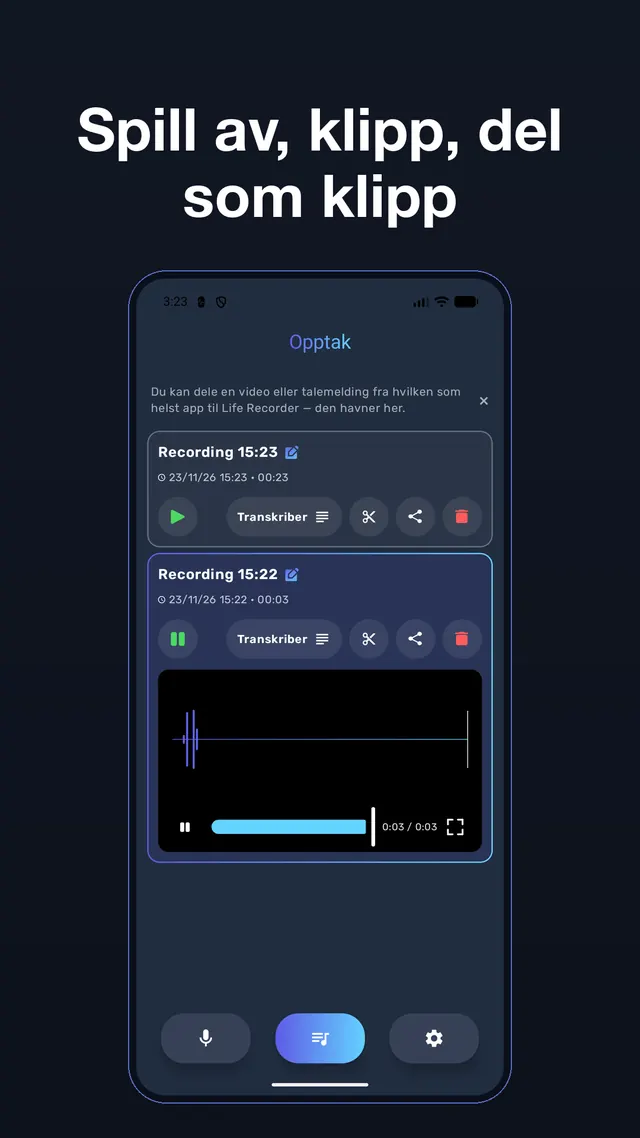 Spill av, klipp, del
som klipp
3:23
Opptak
Du kan dele en video eller talemelding fra hvilken som
helst app til Life Recorder — den havner her.
Recording 15:23
23/11/26 15:23 • 00:23
Transkriber
Recording 15:22
23/11/26 15:22 • 00:03
Transkriber
0:03 / 0:03